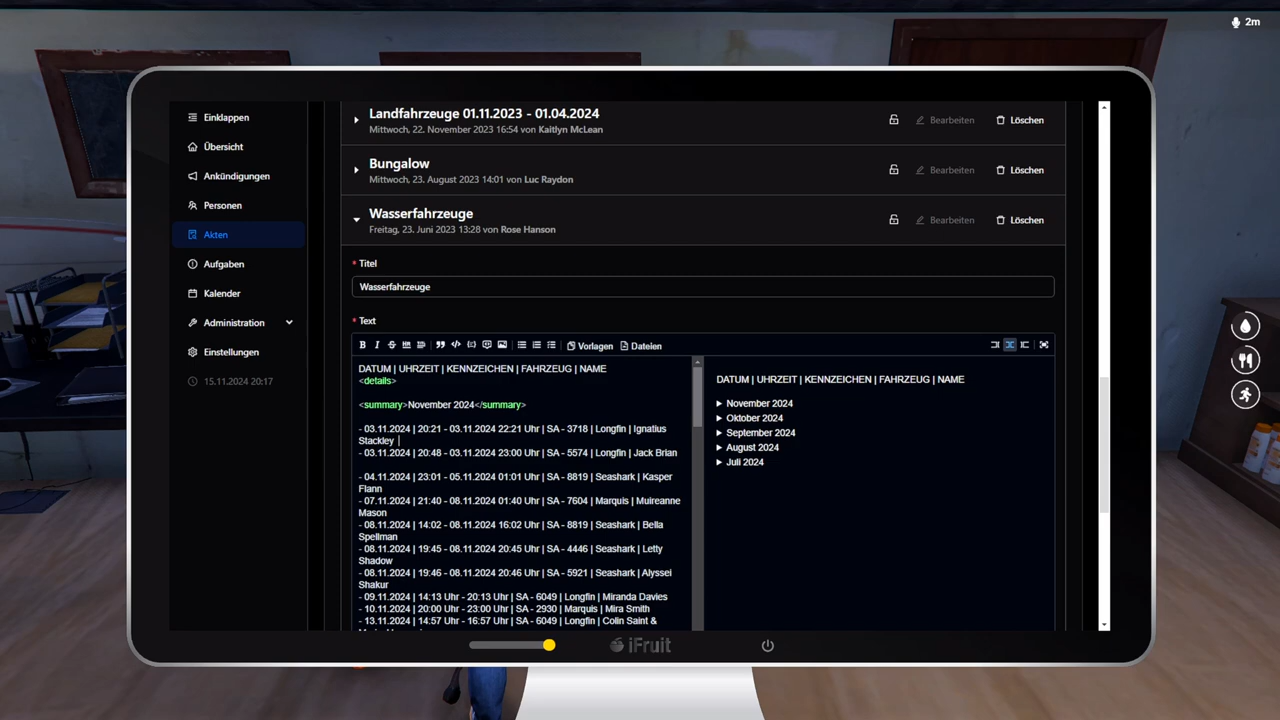 2m
Einklappen
Übersicht
Ankündigungen
Personen
Akten
Aufgaben
Kalender
Administration
Einstellungen
15.11.2024 20:17
Landfahrzeuge 01.11.2023 - 01.04.2024
Mittwoch, 22. November 2023 16:54 von Kaitlyn McLean
Bearbeiten
Löschen
Bungalow
Mittwoch, 23. August 2023 14:01 von Luc Raydon
Bearbeiten
Löschen
Wasserfahrzeuge
Freitag, 23. Juni 2023 13:28 von Rose Hanson
Bearbeiten
Löschen
* Titel
Wasserfahrzeuge
* Text
B I S Vorlagen Dateien
DATUM | UHRZEIT | KENNZEICHEN | FAHRZEUG | NAME
<details>
<summary>November 2024</summary>
- 03.11.2024 | 20:21 - 03.11.2024 22:21 Uhr | SA - 3718 | Longfin | Ignatius
Stackley
- 03.11.2024 | 20:48 - 03.11.2024 23:00 Uhr | SA - 5574 | Longfin | Jack Brian
- 04.11.2024 | 23:01 - 05.11.2024 01:01 Uhr | SA - 8819 | Seashark | Kasper
Flann
- 07.11.2024 | 21:40 - 08.11.2024 01:40 Uhr | SA - 7604 | Marquis | Muireanne
Mason
- 08.11.2024 | 14:02 - 08.11.2024 16:02 Uhr | SA - 8819 | Seashark | Bella
Spellman
- 08.11.2024 | 19:45 - 08.11.2024 20:45 Uhr | SA - 4446 | Seashark | Letty
Shadow
- 08.11.2024 | 19:46 - 08.11.2024 20:46 Uhr | SA - 5921 | Seashark | Alyssei
Shakur
- 09.11.2024 | 14:13 Uhr - 20:13 Uhr | SA - 6049 | Longfin | Miranda Davies
- 10.11.2024 | 20:00 Uhr - 23:00 Uhr | SA - 2930 | Marquis | Mira Smith
- 13.11.2024 | 14:57 Uhr - 16:57 Uhr | SA - 6049 | Longfin | Colin Saint &
DATUM | UHRZEIT | KENNZEICHEN | FAHRZEUG | NAME
November 2024
Oktober 2024
September 2024
August 2024
Juli 2024
iFruit